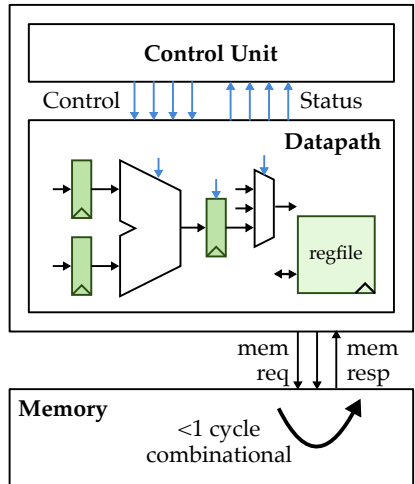 Control Unit
Control
Status
Datapath
regfile
mem
req
mem
resp
Memory
<1 cycle
combinational